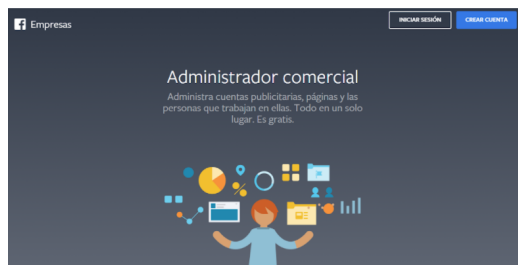 Empresas
INICIAR SESIÓN
CREAR CUENTA
Administrador comercial
Administra cuentas publicitarias, páginas y las
personas que trabajan en ellas. Todo en un solo
lugar. Es gratis.